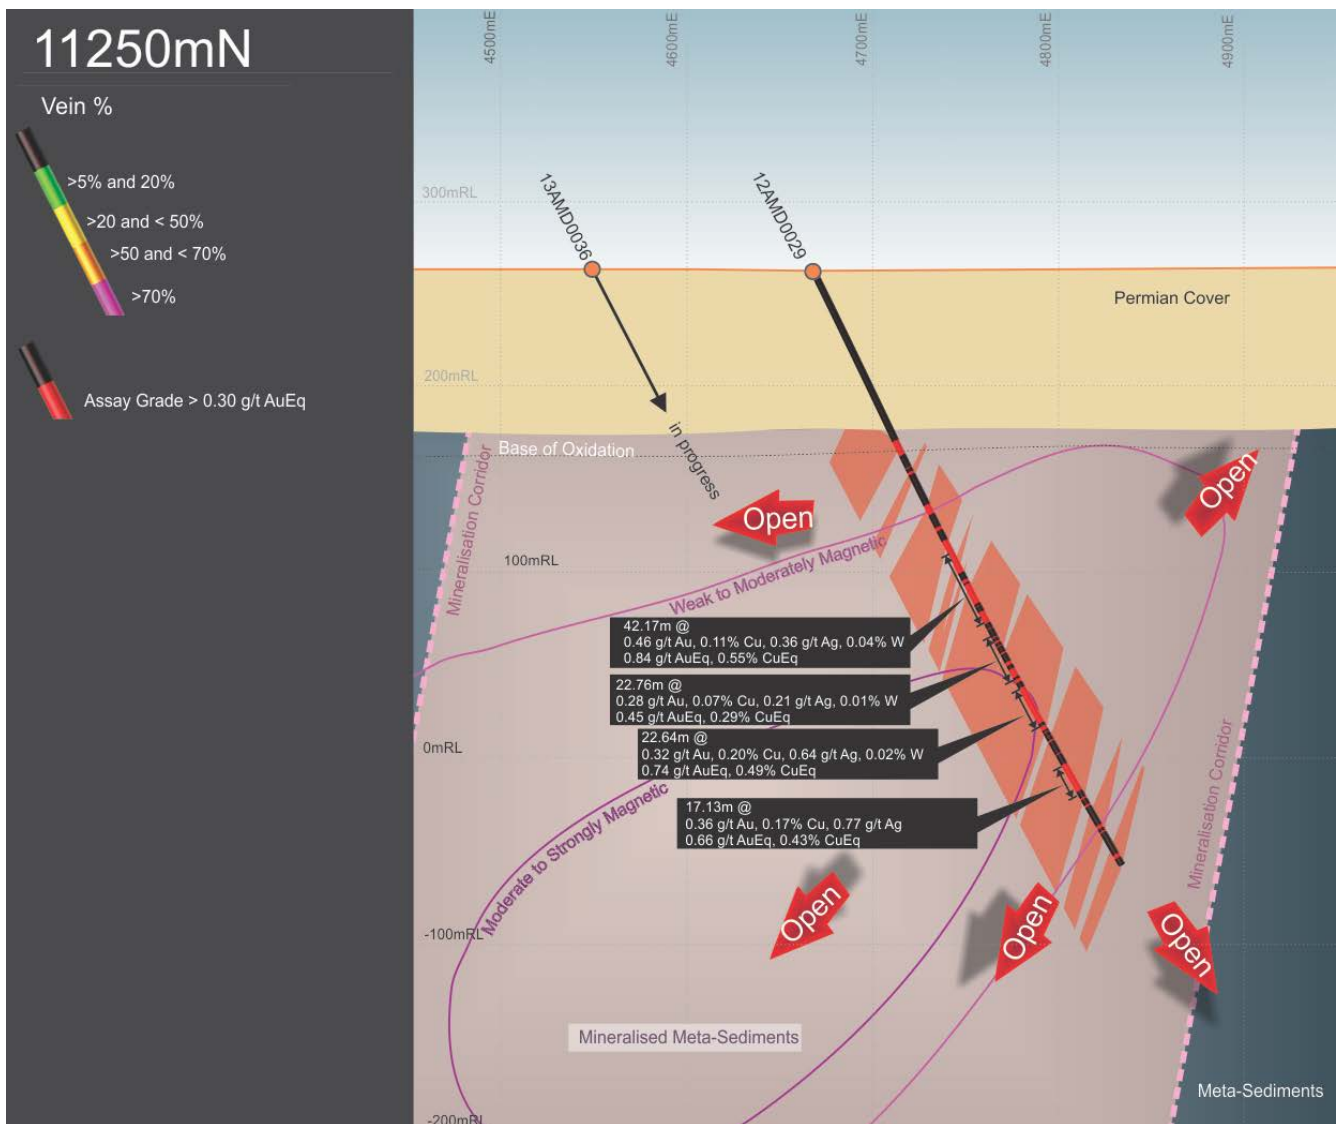 11250mN
Vein %
>5% and 20%
>20 and < 50%
>50 and < 70%
>70%
Assay Grade > 0.30 g/t AuEq
4500mE
4600mE
4700mE
4800mE
4900mE
300mRL
13AMD0036
12AMD0029
Permian Cover
200mRL
in progress
Base of Oxidation
Mineralisation Corridor
Open
Open
100mRL
Weak to Moderately Magnetic
42.17m @
0.46 g/t Au, 0.11% Cu, 0.36 g/t Ag, 0.04% W
0.84 g/t AuEq, 0.55% CuEq
22.76m @
0.28 g/t Au, 0.07% Cu, 0.21 g/t Ag, 0.01% W
0.45 g/t AuEq, 0.29% CuEq
0mRL
22.64m @
0.32 g/t Au, 0.20% Cu, 0.64 g/t Ag, 0.02% W
0.74 g/t AuEq, 0.49% CuEq
17.13m @
0.36 g/t Au, 0.17% Cu, 0.77 g/t Ag
0.66 g/t AuEq, 0.43% CuEq
Mineralisation Corridor
Moderate to Strongly Magnetic
Open
Open
Open
-100mRL
Mineralised Meta-Sediments
Meta-Sediments
-200mRL